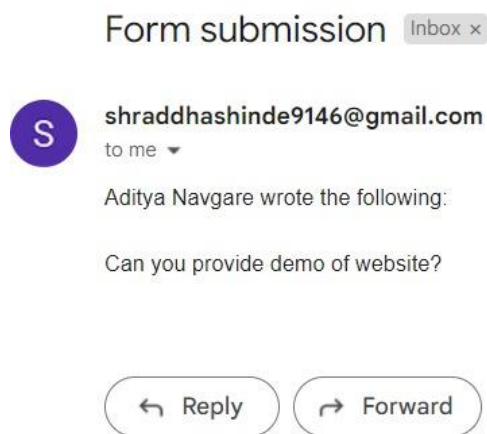 Form submission Inbox ×
S
shraddhashinde9146@gmail.com
to me
Aditya Navgare wrote the following:
Can you provide demo of website?
Reply Forward